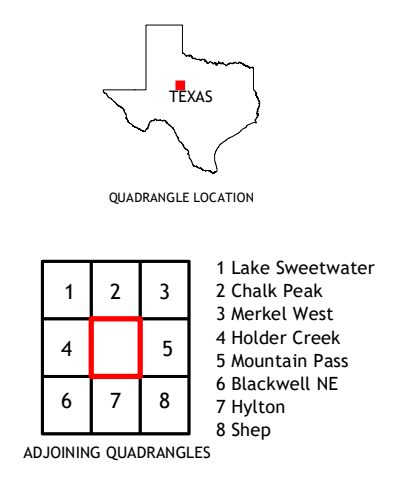 TEXAS
QUADRANGLE LOCATION
1 2 3
4 5
6 7 8
ADJOINING QUADRANGLES
1 Lake Sweetwater
2 Chalk Peak
3 Merkel West
4 Holder Creek
5 Mountain Pass
6 Blackwell NE
7 Hylton
8 Shep